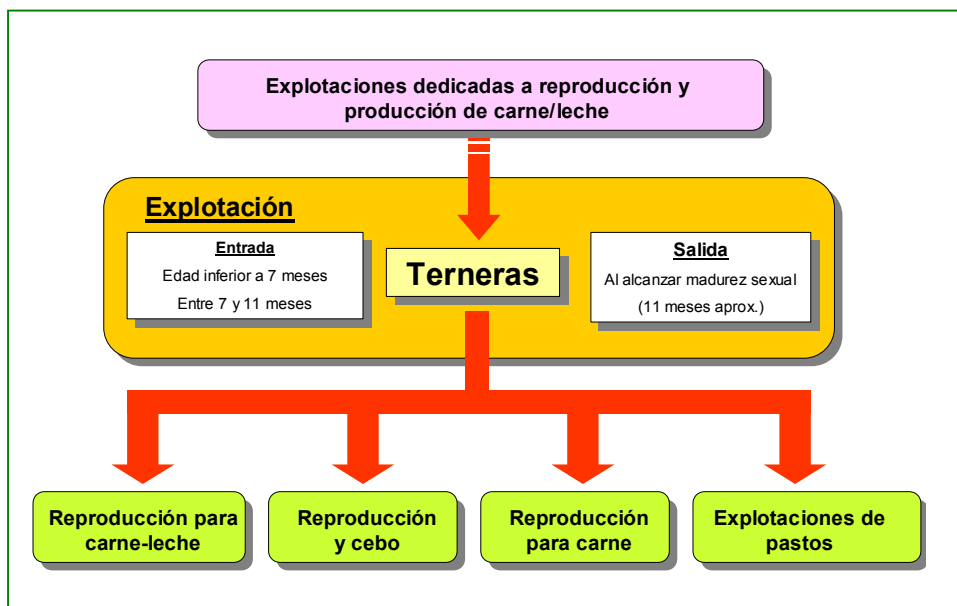 Explotaciones dedicadas a reproducción y
producción de carne/leche
Explotación
Entrada
Edad inferior a 7 meses
Entre 7 y 11 meses
Terneras
Salida
Al alcanzar madurez sexual
(11 meses aprox.)
Reproducción para
carne-leche
Reproducción
y cebo
Reproducción
para carne
Explotaciones de
pastos